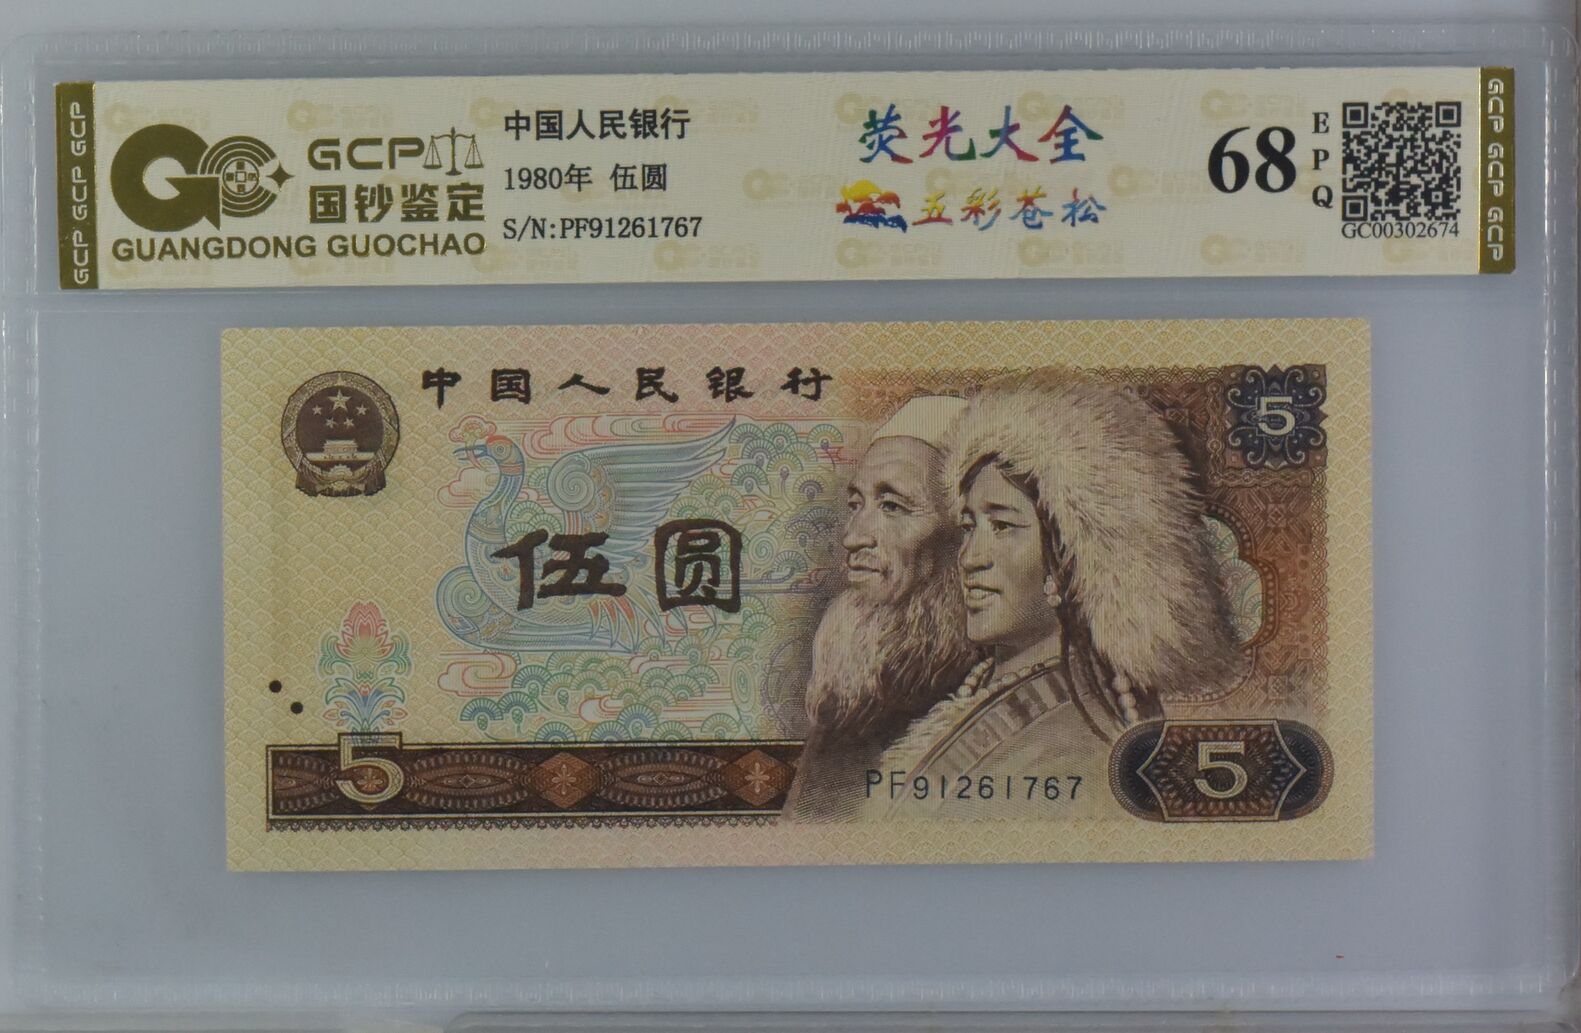 GCP GCP GCP
GCP
国钞鉴定
GUANGDONG GUOCHAO
中国人民银行
1980年 伍圆
S/N:PF91261767
荧光大全
五彩苍松
68
EPQ
GC00302674
GCP GCP GCP
中国人民银行
5
伍圆
5
PF91261767
5